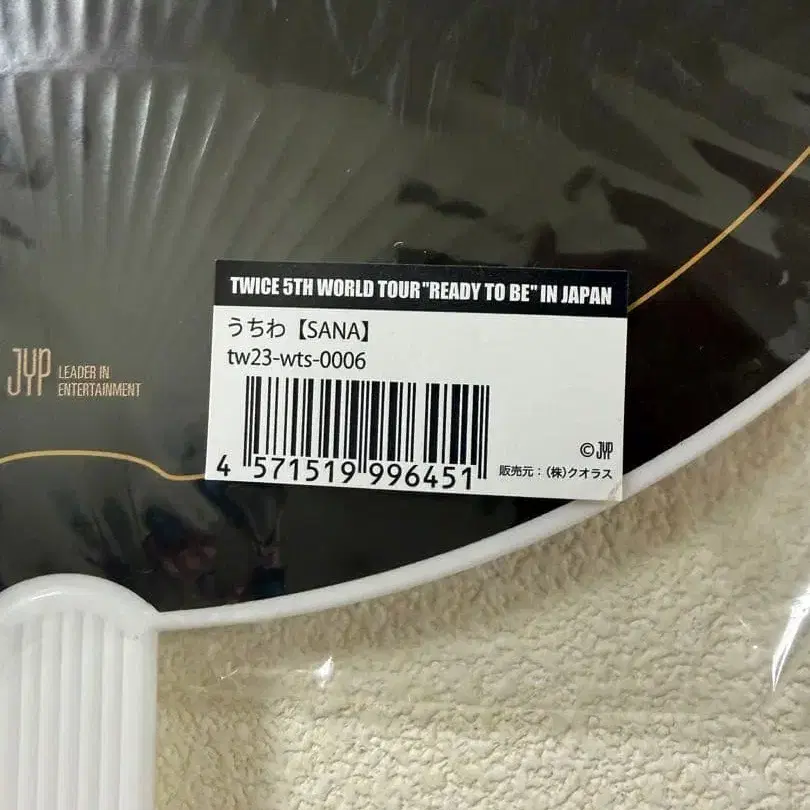 TWICE 5TH WORLD TOUR "READY TO BE" IN JAPAN
うちわ【SANA】
tw23-wts-0006
JYP LEADER IN
ENTERTAINMENT
4 571519 996451
© JYP
販売元：(株)クオラス